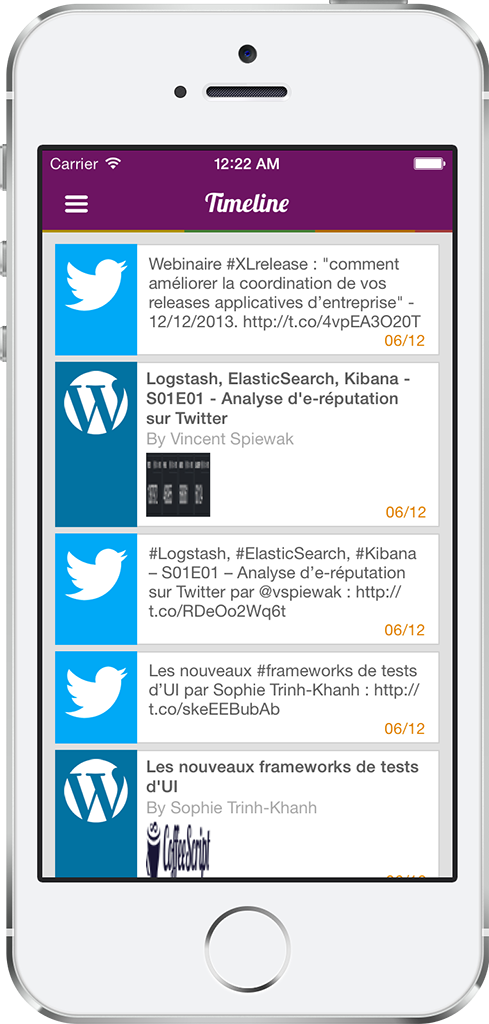 Carrier 12:22 AM
Timeline
Webinaire #XLrelease : "comment
améliorer la coordination de vos
releases applicatives d’entreprise" -
12/12/2013. http://t.co/4vpEA3O20T
06/12
Logstash, ElasticSearch, Kibana -
S01E01 - Analyse d'e-réputation
sur Twitter
By Vincent Spiewak
06/12
#Logstash, #ElasticSearch, #Kibana
– S01E01 – Analyse d’e-réputation
sur Twitter par @vspiewak : http://
t.co/RDeOo2Wq6t
06/12
Les nouveaux #frameworks de tests
d’UI par Sophie Trinh-Khanh : http://
t.co/skeEEBubAb
06/12
Les nouveaux frameworks de tests
d'UI
By Sophie Trinh-Khanh
CoffeeScript